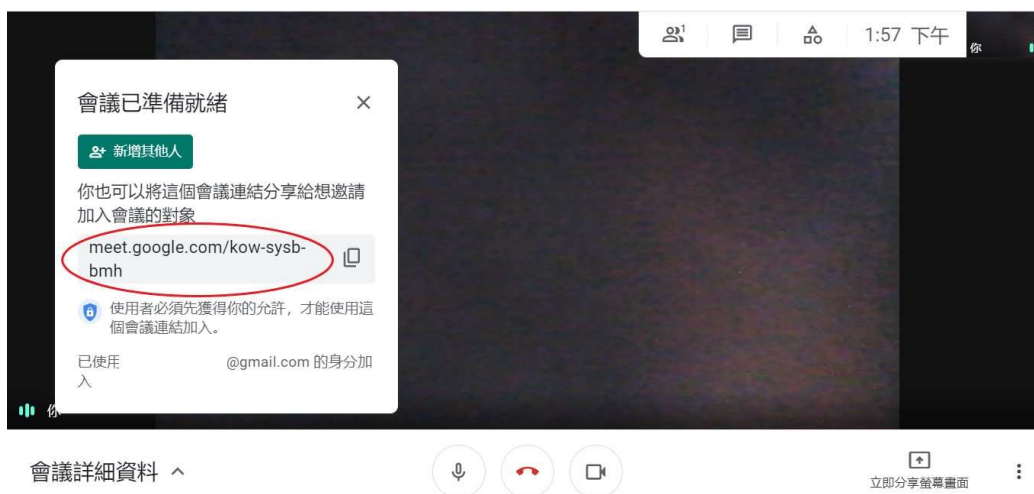 1
1:57 下午
你
會議已準備就緒
新增其他人
你也可以將這個會議連結分享給想邀請
加入會議的對象
meet.google.com/kow-sysb-
bmh
使用者必須先獲得你的允許，才能使用這
個會議連結加入。
已使用 @gmail.com 的身分加
入
你
會議詳細資料
立即分享螢幕畫面